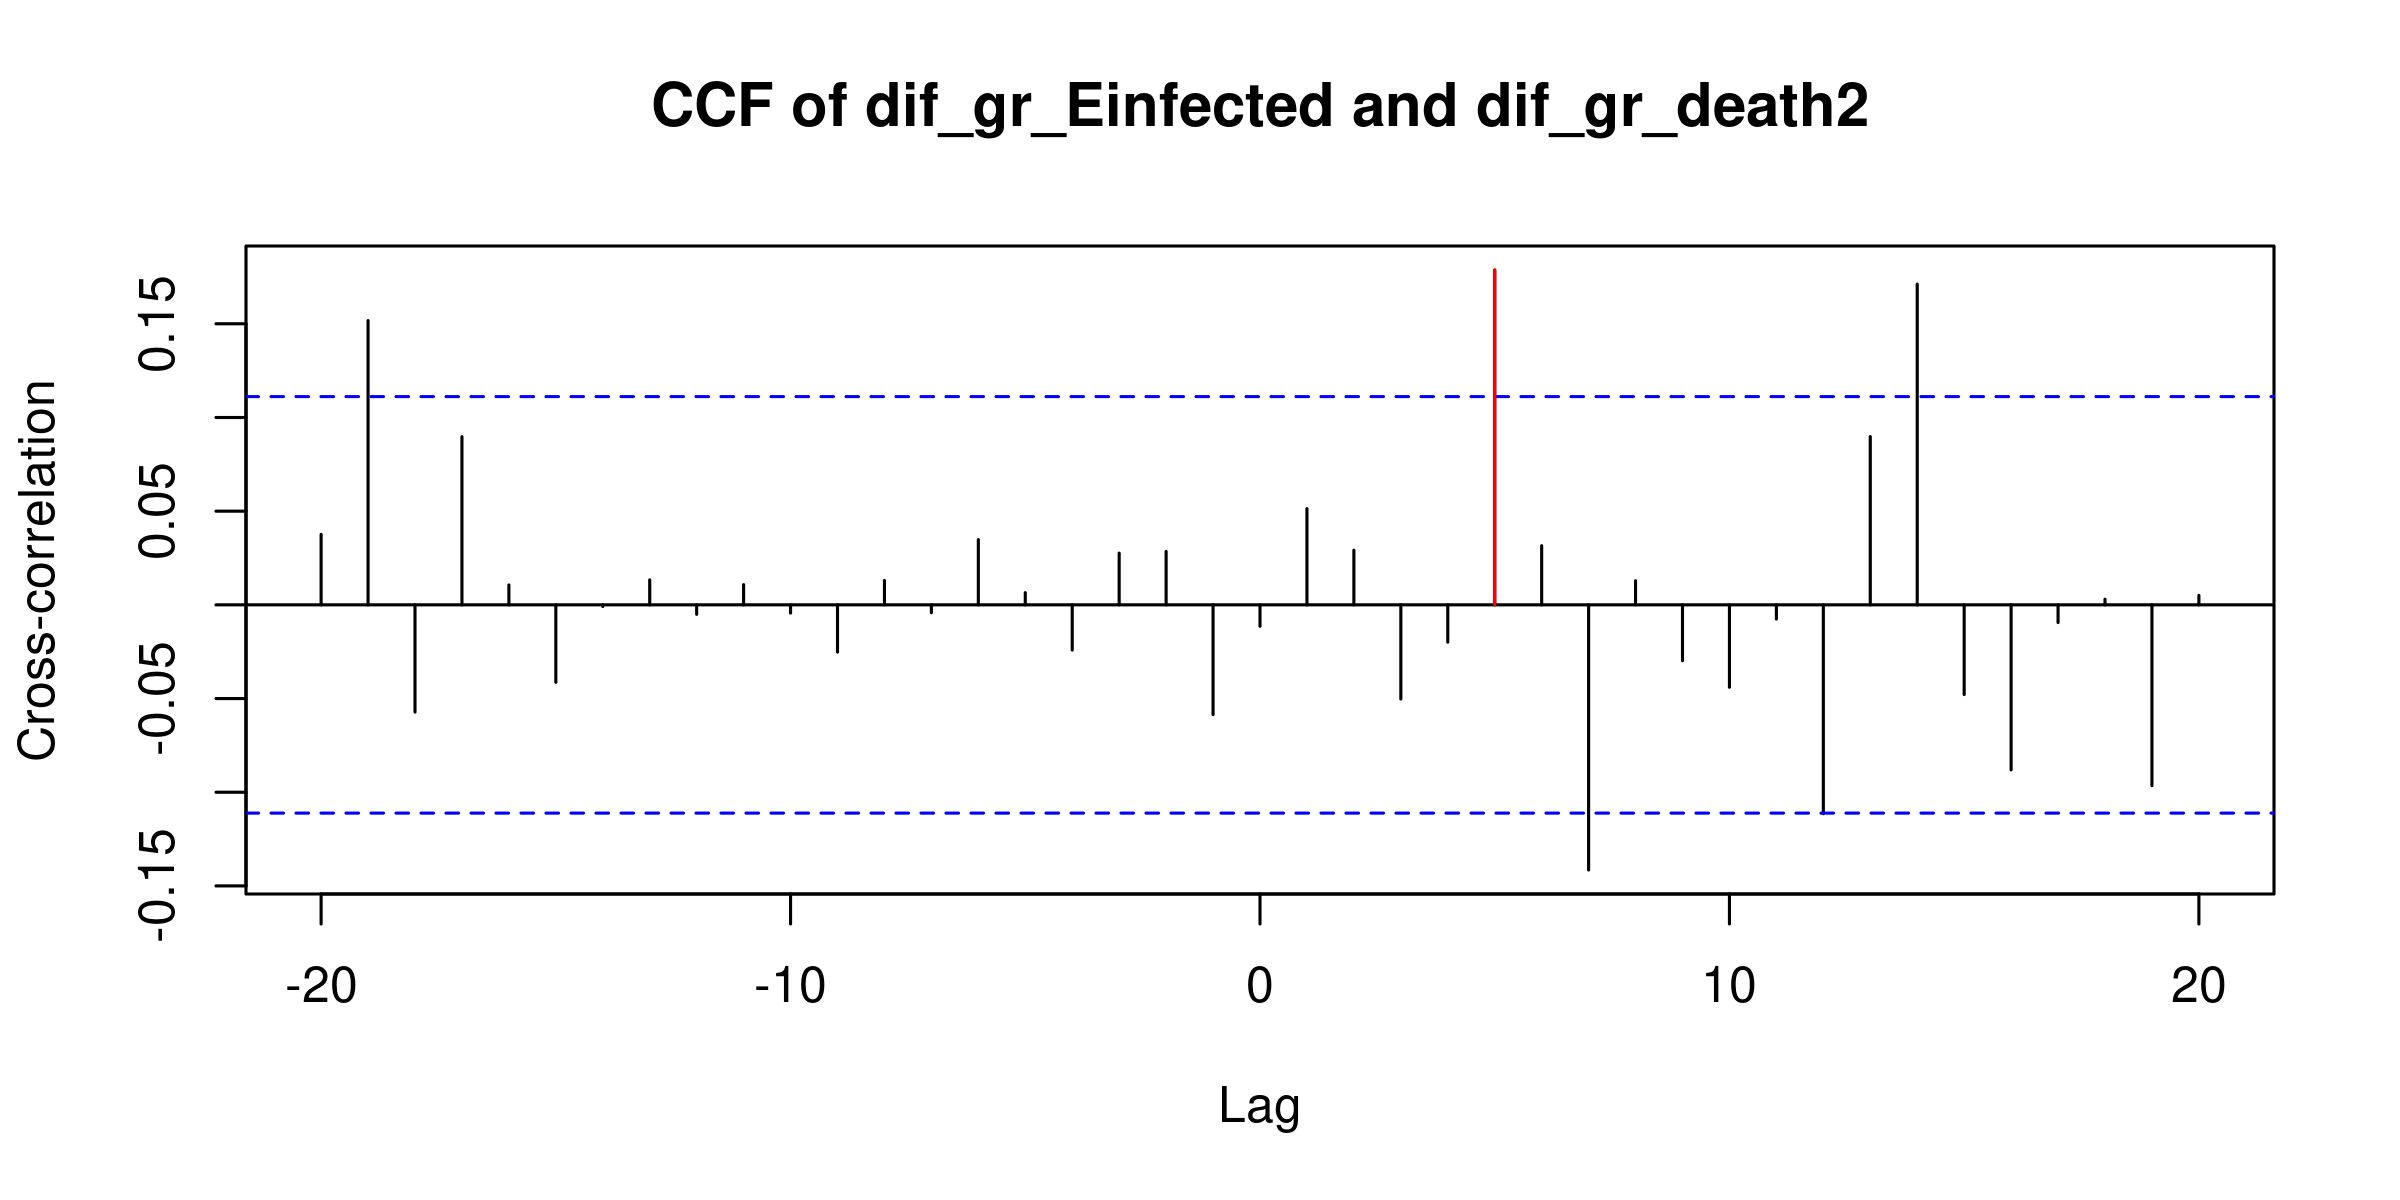 CCF of dif_gr_Einfected and dif_gr_death2
Cross-correlation
0.15
0.05
-0.05
-0.15
-20 -10 0 10 20
Lag